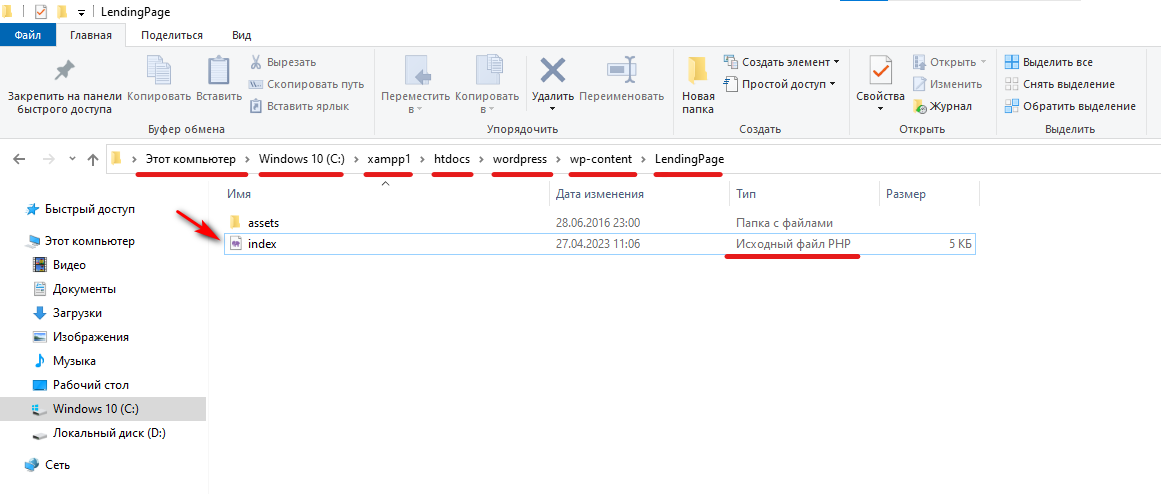 LendingPage
Файл Главная Поделиться Вид
Закрепить на панели быстрого доступа
Копировать
Вставить
Вырезать
Скопировать путь
Вставить ярлык
Буфер обмена
Переместить в
Копировать в
Удалить
Переименовать
Упорядочить
Новая папка
Создать элемент
Простой доступ
Создать
Свойства
Открыть
Изменить
Журнал
Открыть
Выделить все
Снять выделение
Обратить выделение
Выделить
Этот компьютер Windows 10 (C:) xampp1 htdocs wordpress wp-content LendingPage
Имя Дата изменения Тип Размер
assets 28.06.2016 23:00 Папка с файлами
index 27.04.2023 11:06 Исходный файл PHP 5 КБ
Быстрый доступ
Этот компьютер
Видео
Документы
Загрузки
Изображения
Музыка
Рабочий стол
Windows 10 (C:)
Локальный диск (D:)
Сеть